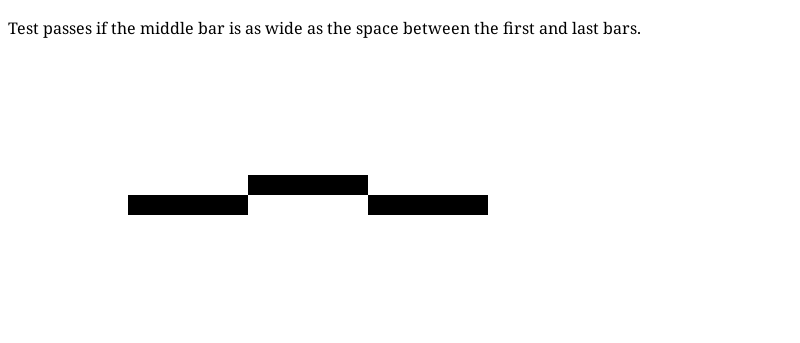 Test passes if the middle bar is as wide as the space between the first and last bars.